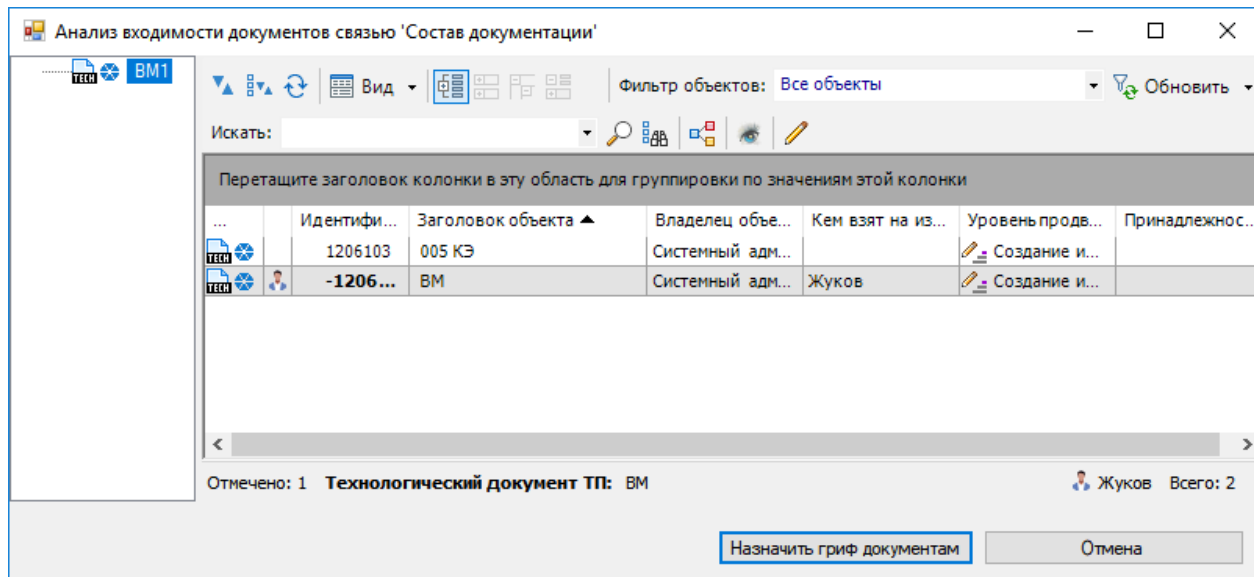 Анализ входимости документов связью 'Состав документации'
TECH BM1
Вид Фильтр объектов: Все объекты Обновить
Искать:
Перетащите заголовок колонки в эту область для группировки по значениям этой колонки
... Идентифи... Заголовок объекта Владелец объе... Кем взят на из... Уровень продв... Принадлежнос...
TECH 1206103 005 КЭ Системный адм... Создание и...
TECH -1206... ВМ Системный адм... Жуков Создание и...
Отмечено: 1 Технологический документ ТП: ВМ Жуков Всего: 2
Назначить гриф документам Отмена